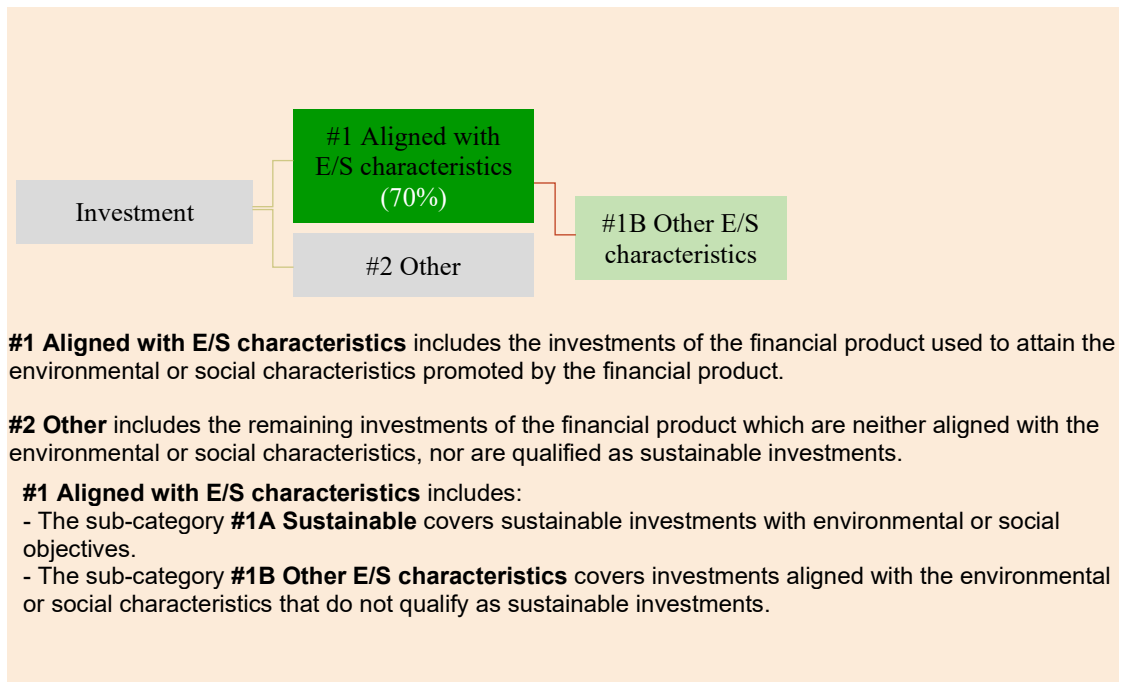 #1 Aligned with
E/S characteristics
(70%)
Investment
#1B Other E/S
characteristics
#2 Other
#1 Aligned with E/S characteristics includes the investments of the financial product used to attain the
environmental or social characteristics promoted by the financial product.
#2 Other includes the remaining investments of the financial product which are neither aligned with the
environmental or social characteristics, nor are qualified as sustainable investments.
#1 Aligned with E/S characteristics includes:
- The sub-category #1A Sustainable covers sustainable investments with environmental or social
objectives.
- The sub-category #1B Other E/S characteristics covers investments aligned with the environmental
or social characteristics that do not qualify as sustainable investments.